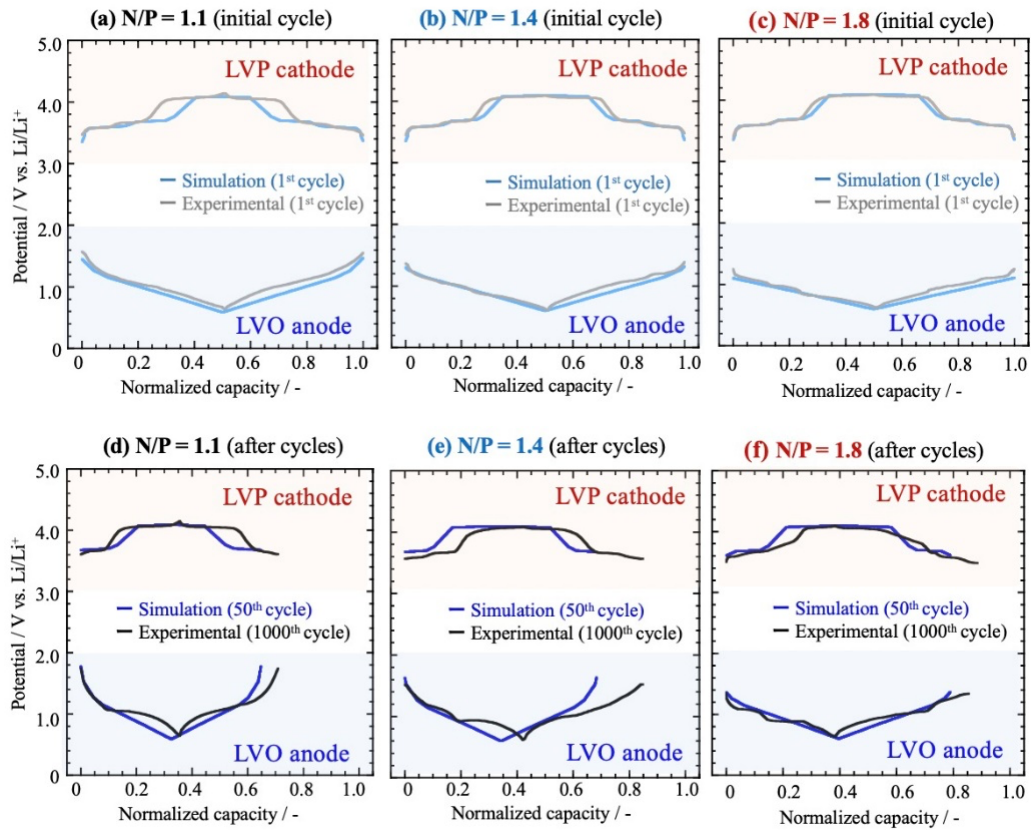 (a) N/P = 1.1 (initial cycle)
(b) N/P = 1.4 (initial cycle)
(c) N/P = 1.8 (initial cycle)
Potential / V vs. Li/Li⁺
5.0
4.0
3.0
2.0
1.0
0
LVP cathode
Simulation (1ˢᵗ cycle)
Experimental (1ˢᵗ cycle)
LVO anode
0 0.2 0.4 0.6 0.8 1.0
Normalized capacity / -
LVP cathode
Simulation (1ˢᵗ cycle)
Experimental (1ˢᵗ cycle)
LVO anode
0 0.2 0.4 0.6 0.8 1.0
Normalized capacity / -
LVP cathode
Simulation (1ˢᵗ cycle)
Experimental (1ˢᵗ cycle)
LVO anode
0 0.2 0.4 0.6 0.8 1.0
Normalized capacity / -
(d) N/P = 1.1 (after cycles)
(e) N/P = 1.4 (after cycles)
(f) N/P = 1.8 (after cycles)
Potential / V vs. Li/Li⁺
5.0
4.0
3.0
2.0
1.0
0
LVP cathode
Simulation (50ᵗʰ cycle)
Experimental (1000ᵗʰ cycle)
LVO anode
0 0.2 0.4 0.6 0.8 1.0
Normalized capacity / -
LVP cathode
Simulation (50ᵗʰ cycle)
Experimental (1000ᵗʰ cycle)
LVO anode
0 0.2 0.4 0.6 0.8 1.0
Normalized capacity / -
LVP cathode
Simulation (50ᵗʰ cycle)
Experimental (1000ᵗʰ cycle)
LVO anode
0 0.2 0.4 0.6 0.8 1.0
Normalized capacity / -